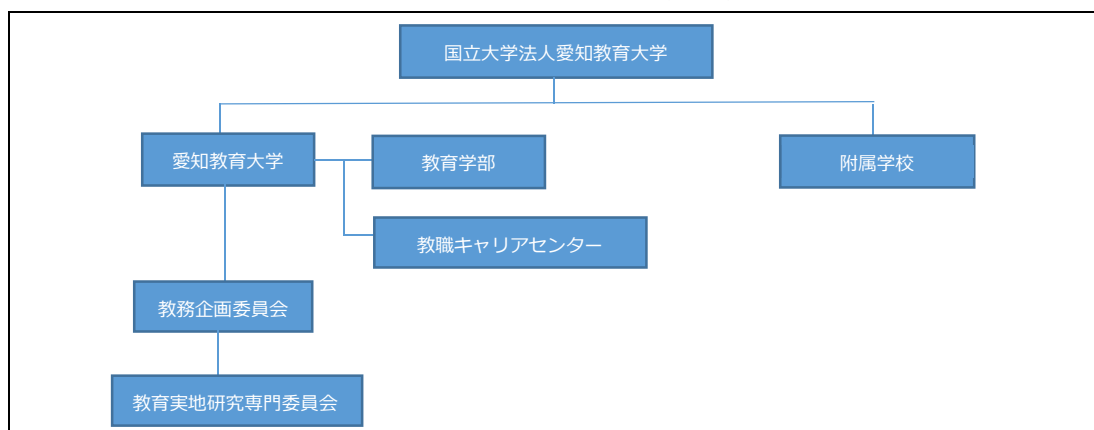 国立大学法人愛知教育大学
愛知教育大学
教育学部
附属学校
教職キャリアセンター
教務企画委員会
教育実地研究専門委員会